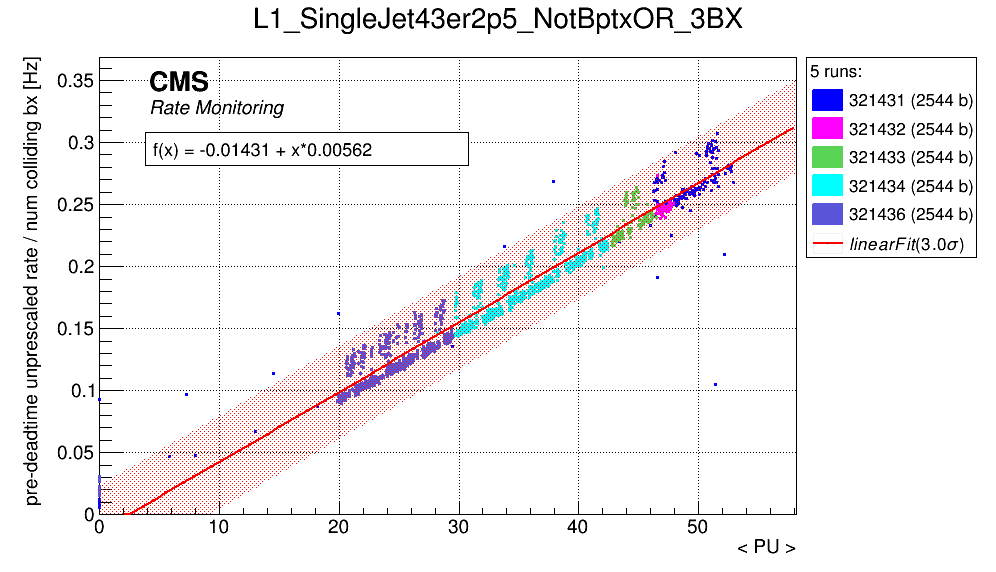 L1_SingleJet43er2p5_NotBptxOR_3BX
pre-deadtime unprescaled rate / num colliding bx [Hz]
CMS
Rate Monitoring
f(x) = -0.01431 + x*0.00562
0.35
0.3
0.25
0.2
0.15
0.1
0.05
0
0 10 20 30 40 50
< PU >
5 runs:
321431 (2544 b)
321432 (2544 b)
321433 (2544 b)
321434 (2544 b)
321436 (2544 b)
linearFit(3.0σ)